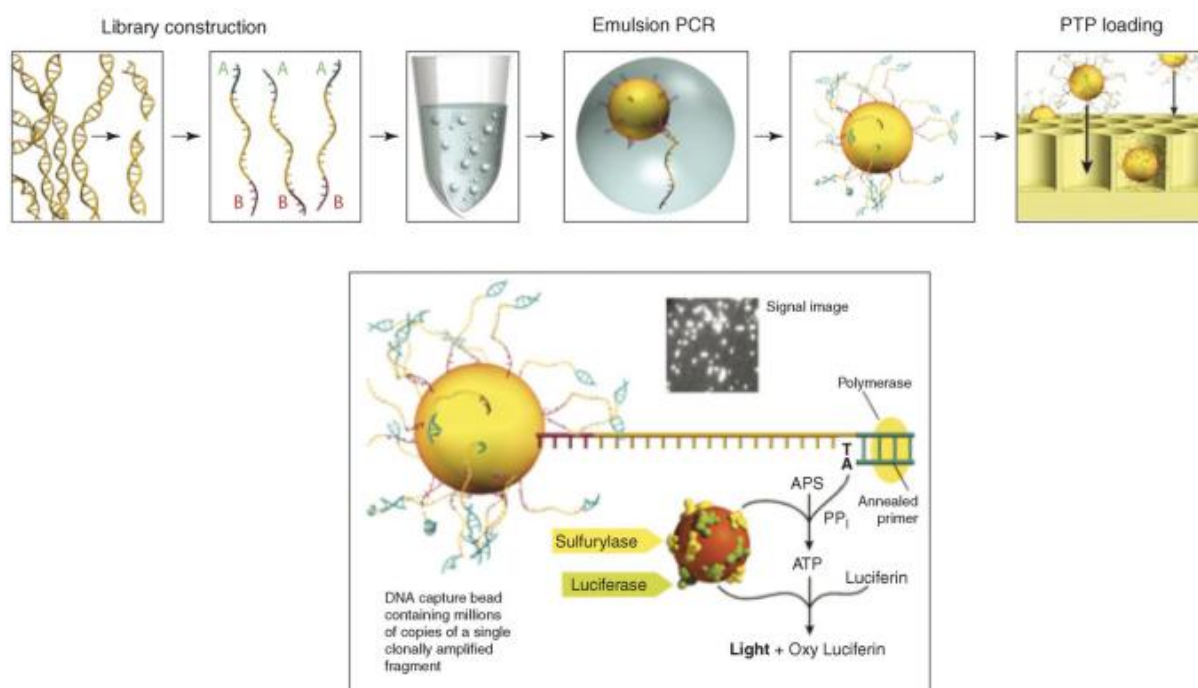 Library construction
Emulsion PCR
PTP loading
A
A
A
B
B
B
Signal image
Polymerase
T
A
Annealed
primer
APS
PPI
Sulfurylase
Luciferase
ATP
Luciferin
Light + Oxy Luciferin
DNA capture bead
containing millions
of copies of a single
clonally amplified
fragment